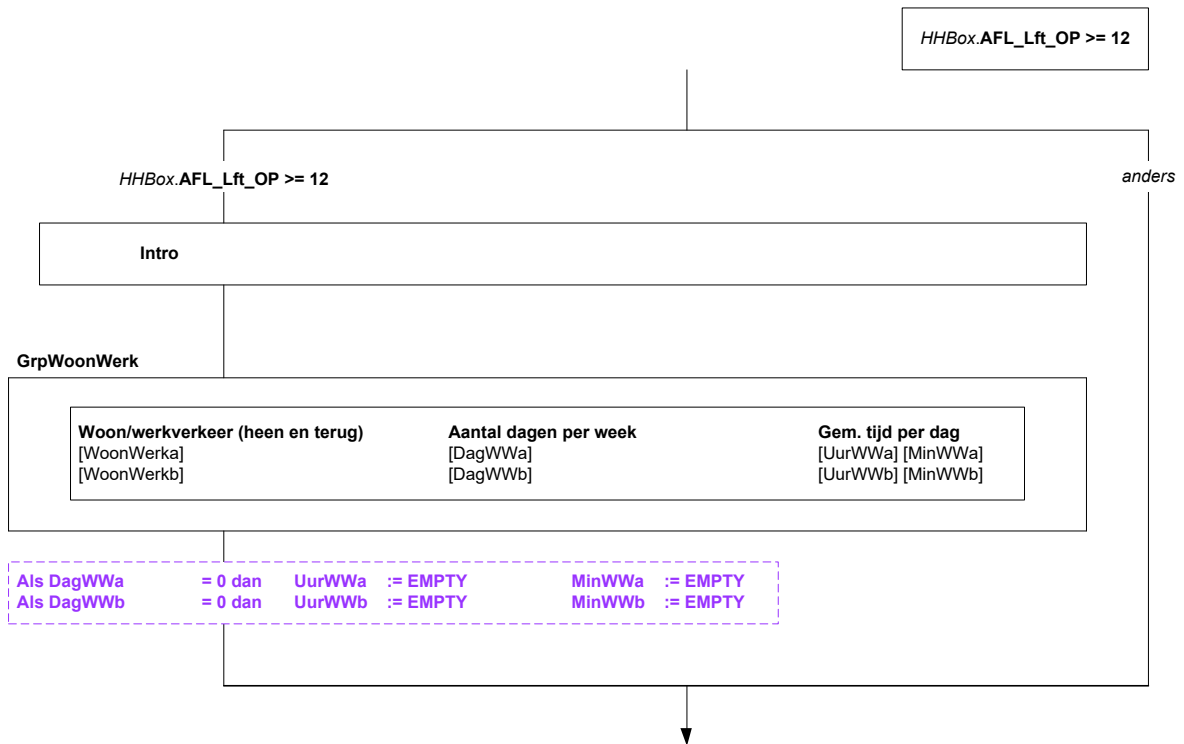 HHBox.AFL_Lft_OP >= 12
HHBox.AFL_Lft_OP >= 12
anders
Intro
GrpWoonWerk
Woon/werkverkeer (heen en terug) Aantal dagen per week Gem. tijd per dag
[WoonWerka] [DagWWa] [UurWWa] [MinWWa]
[WoonWerkb] [DagWWb] [UurWWb] [MinWWb]
Als DagWWa = 0 dan UurWWa := EMPTY MinWWa := EMPTY
Als DagWWb = 0 dan UurWWb := EMPTY MinWWb := EMPTY